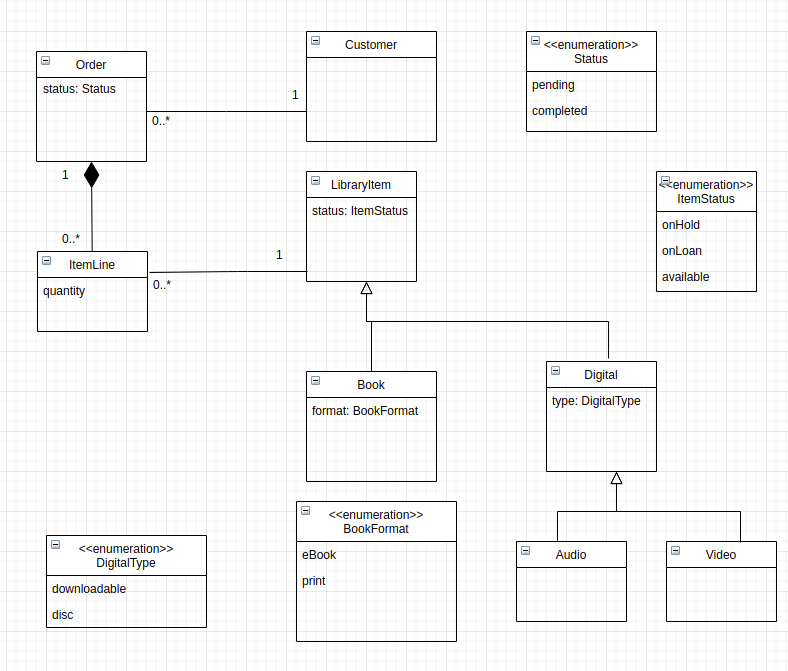 Order
status: Status
Customer
<<enumeration>>
Status
pending
completed
1
0..*
1
0..*
LibraryItem
status: ItemStatus
<<enumeration>>
ItemStatus
onHold
onLoan
available
ItemLine
quantity
1
0..*
Book
format: BookFormat
Digital
type: DigitalType
<<enumeration>>
BookFormat
eBook
print
<<enumeration>>
DigitalType
downloadable
disc
Audio
Video